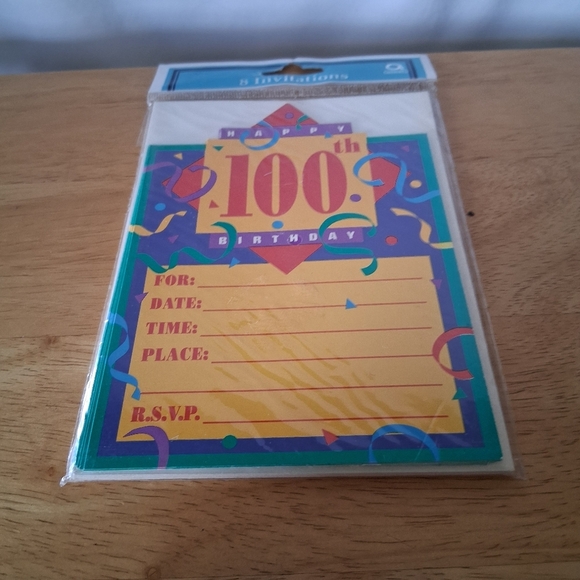 8 Invitations
HAPPY
100th
BIRTHDAY
FOR:
DATE:
TIME:
PLACE:
R.S.V.P.